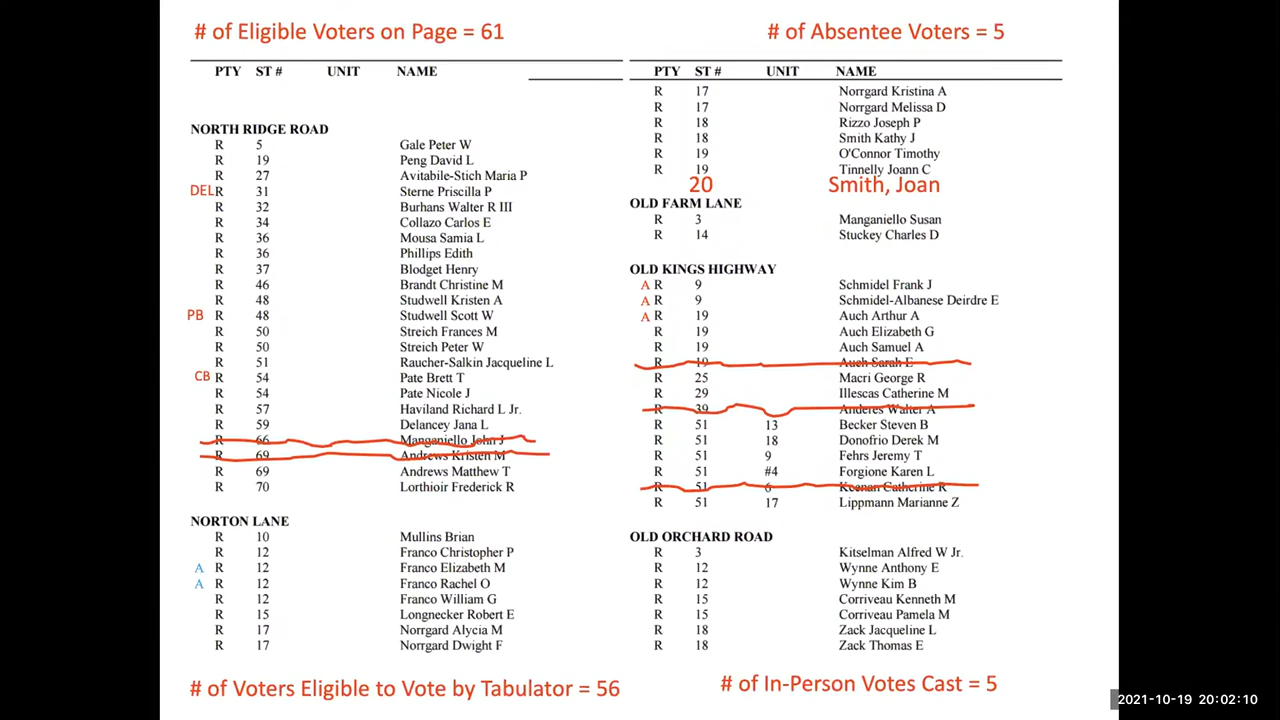 # of Eligible Voters on Page = 61
# of Absentee Voters = 5
PTY ST # UNIT NAME
NORTH RIDGE ROAD
R 5 Gale Peter W
R 19 Peng David L
R 27 Avitabile-Stich Maria P
DEL R 31 Sterne Priscilla P
R 32 Burhans Walter R III
R 34 Collazo Carlos E
R 36 Mousa Samia L
R 36 Phillips Edith
R 37 Blodget Henry
R 46 Brandt Christine M
R 48 Studwell Kristen A
PB R 48 Studwell Scott W
R 50 Streich Frances M
R 50 Streich Peter W
R 51 Raucher-Salkin Jacqueline L
CB R 54 Pate Brett T
R 54 Pate Nicole J
R 57 Haviland Richard L Jr.
R 59 Delancey Jana L
R 66 Manganiello John J
R 69 Andrews Kristen M
R 69 Andrews Matthew T
R 70 Lorthioir Frederick R
NORTON LANE
R 10 Mullins Brian
R 12 Franco Christopher P
A R 12 Franco Elizabeth M
A R 12 Franco Rachel O
R 12 Franco William G
R 15 Longnecker Robert E
R 17 Norrgard Alycia M
R 17 Norrgard Dwight F
PTY ST # UNIT NAME
R 17 Norrgard Kristina A
R 17 Norrgard Melissa D
R 18 Rizzo Joseph P
R 18 Smith Kathy J
R 19 O'Connor Timothy
R 19 Tinnelly Joann C
20 Smith, Joan
OLD FARM LANE
R 3 Manganiello Susan
R 14 Stuckey Charles D
OLD KINGS HIGHWAY
A R 9 Schmidel Frank J
A R 9 Schmidel-Albanese Deirdre E
A R 19 Auch Arthur A
R 19 Auch Elizabeth G
R 19 Auch Samuel A
R 19 Auch Sarah E
R 25 Macri George R
R 29 Illescas Catherine M
R 39 Anderes Walter A
R 51 13 Becker Steven B
R 51 18 Donofrio Derek M
R 51 9 Fehrs Jeremy T
R 51 #4 Forgione Karen L
R 51 6 Keenan Catherine R
R 51 17 Lippmann Marianne Z
OLD ORCHARD ROAD
R 3 Kitselman Alfred W Jr.
R 12 Wynne Anthony E
R 12 Wynne Kim B
R 15 Corriveau Kenneth M
R 15 Corriveau Pamela M
R 18 Zack Jacqueline L
R 18 Zack Thomas E
# of Voters Eligible to Vote by Tabulator = 56
# of In-Person Votes Cast = 5
2021-10-19 20:02:10